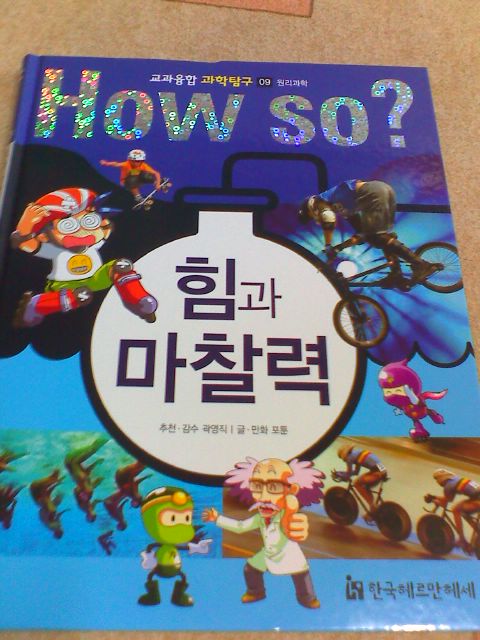 교과융합 과학탐구 09 원리과학
How so?
힘과
마찰력
추천·감수 곽영직 | 글·만화 포툰
한국헤르만헤세